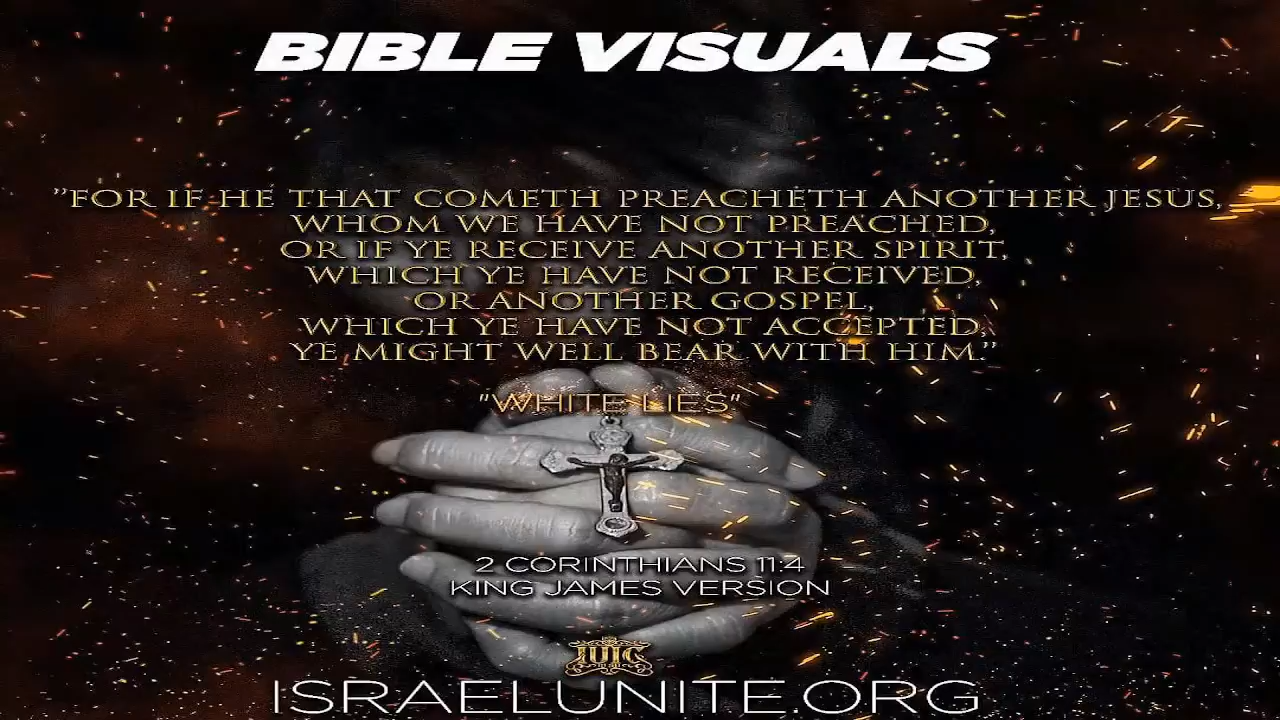 BIBLE VISUALS
"FOR IF HE THAT COMETH PREACHETH ANOTHER JESUS,
WHOM WE HAVE NOT PREACHED,
OR IF YE RECEIVE ANOTHER SPIRIT,
WHICH YE HAVE NOT RECEIVED,
OR ANOTHER GOSPEL,
WHICH YE HAVE NOT ACCEPTED,
YE MIGHT WELL BEAR WITH HIM."
"WHITE LIES"
2 CORINTHIANS 11:4
KING JAMES VERSION
IUIC
ISRAELUNITE.ORG